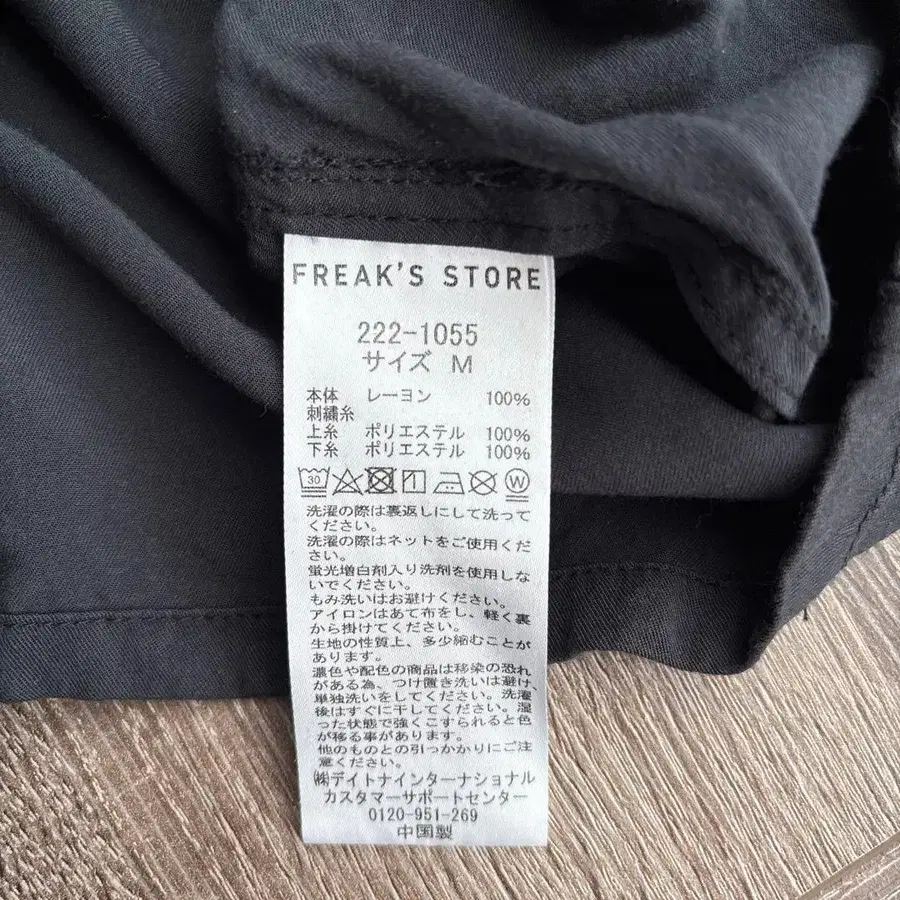 FREAK'S STORE
222-1055
サイズ M
本体 レーヨン 100%
刺繍糸
上糸 ポリエステル 100%
下糸 ポリエステル 100%
30 W
洗濯の際は裏返しにして洗って
ください。
洗濯の際はネットをご使用くだ
さい。
蛍光増白剤入り洗剤を使用しな
いでください。
もみ洗いはお避けください。
アイロンはあて布をし、軽く裏
から掛けてください。
生地の性質上、多少縮むことが
あります。
濃色や配色の商品は移染の恐れ
がある為、つけ置き洗いは避け、
単独洗いをしてください。洗濯
後はすぐに干してください。湿
った状態で強くこすられると色
が移る事があります。
他のものとの引っかかりにご注
意ください。
㈱デイトナインターナショナル
カスタマーサポートセンター
0120-951-269
中国製